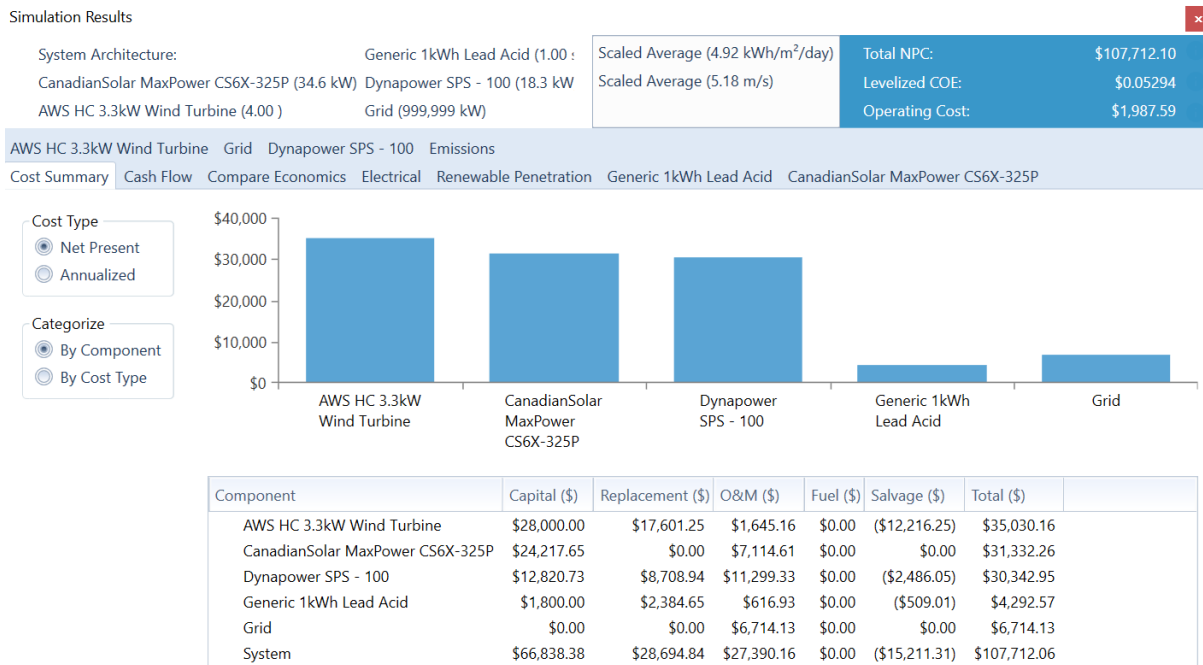 Simulation Results
×
System Architecture:
Generic 1kWh Lead Acid (1.00 s
CanadianSolar MaxPower CS6X-325P (34.6 kW)
Dynapower SPS - 100 (18.3 kW
AWS HC 3.3kW Wind Turbine (4.00 )
Grid (999,999 kW)
Scaled Average (4.92 kWh/m²/day)
Scaled Average (5.18 m/s)
Total NPC: $107,712.10
Levelized COE: $0.05294
Operating Cost: $1,987.59
AWS HC 3.3kW Wind Turbine Grid Dynapower SPS - 100 Emissions
Cost Summary Cash Flow Compare Economics Electrical Renewable Penetration Generic 1kWh Lead Acid CanadianSolar MaxPower CS6X-325P
Cost Type
Net Present
Annualized
Categorize
By Component
By Cost Type
$40,000
$30,000
$20,000
$10,000
$0
AWS HC 3.3kW
Wind Turbine
CanadianSolar
MaxPower
CS6X-325P
Dynapower
SPS - 100
Generic 1kWh
Lead Acid
Grid
Component Capital ($) Replacement ($) O&M ($) Fuel ($) Salvage ($) Total ($)
AWS HC 3.3kW Wind Turbine $28,000.00 $17,601.25 $1,645.16 $0.00 ($12,216.25) $35,030.16
CanadianSolar MaxPower CS6X-325P $24,217.65 $0.00 $7,114.61 $0.00 $0.00 $31,332.26
Dynapower SPS - 100 $12,820.73 $8,708.94 $11,299.33 $0.00 ($2,486.05) $30,342.95
Generic 1kWh Lead Acid $1,800.00 $2,384.65 $616.93 $0.00 ($509.01) $4,292.57
Grid $0.00 $0.00 $6,714.13 $0.00 $0.00 $6,714.13
System $66,838.38 $28,694.84 $27,390.16 $0.00 ($15,211.31) $107,712.06